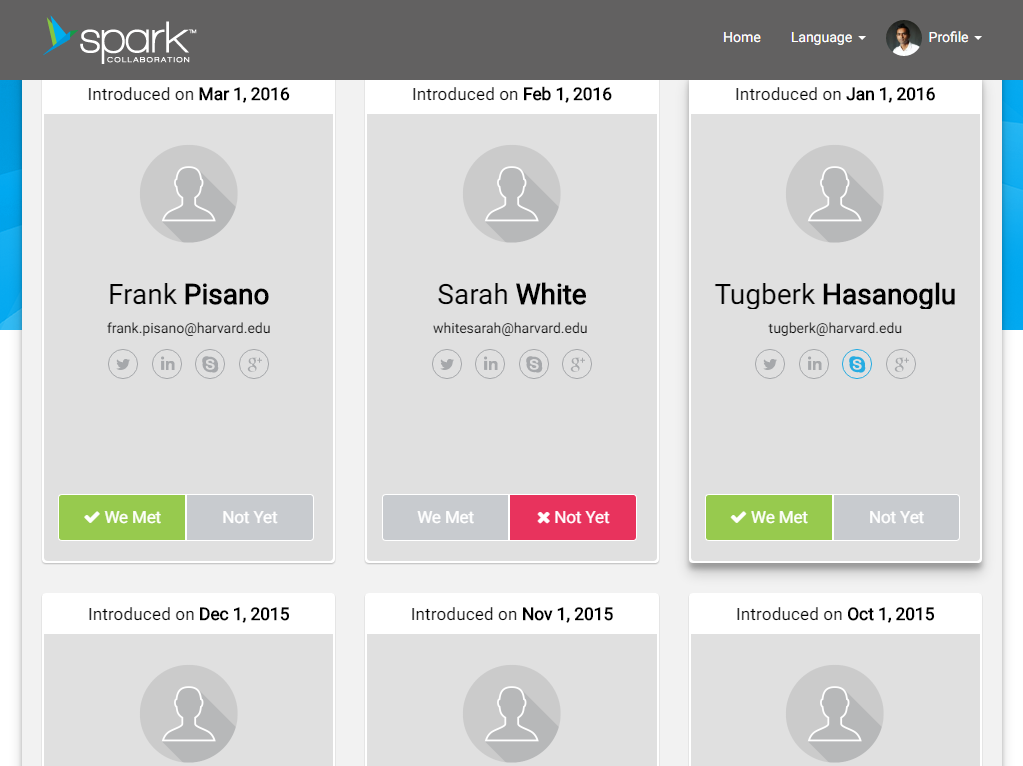 spark™
COLLABORATION
Home Language Profile
Introduced on Mar 1, 2016
Introduced on Feb 1, 2016
Introduced on Jan 1, 2016
Frank Pisano
frank.pisano@harvard.edu
in g+
We Met Not Yet
Sarah White
whitesarah@harvard.edu
in g+
We Met Not Yet
Tugberk Hasanoglu
tugberk@harvard.edu
in g+
We Met Not Yet
Introduced on Dec 1, 2015
Introduced on Nov 1, 2015
Introduced on Oct 1, 2015